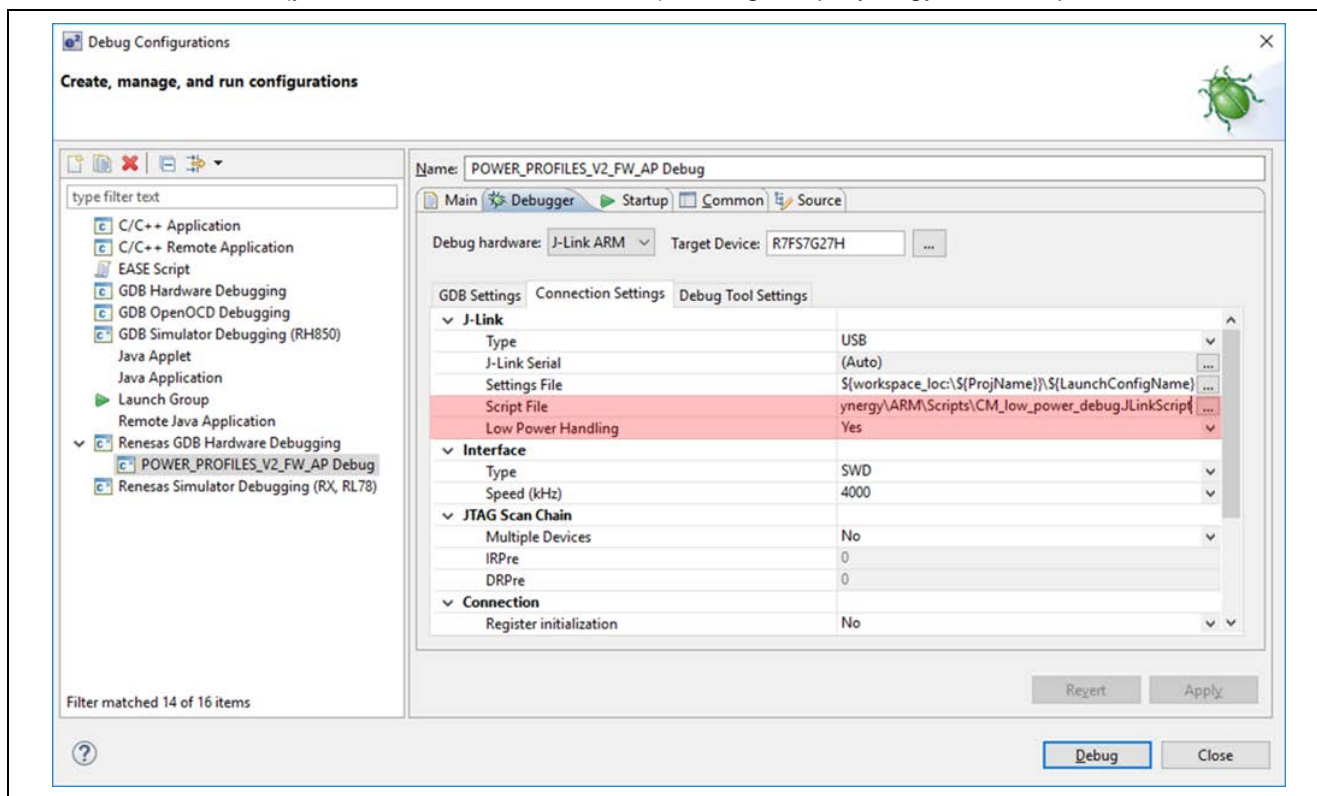 Debug Configurations
Create, manage, and run configurations
type filter text
C/C++ Application
C/C++ Remote Application
EASE Script
GDB Hardware Debugging
GDB OpenOCD Debugging
GDB Simulator Debugging (RH850)
Java Applet
Java Application
Launch Group
Remote Java Application
Renesas GDB Hardware Debugging
POWER_PROFILES_V2_FW_AP Debug
Renesas Simulator Debugging (RX, RL78)
Filter matched 14 of 16 items
Name: POWER_PROFILES_V2_FW_AP Debug
Main Debugger Startup Common Source
Debug hardware: J-Link ARM Target Device: R7FS7G27H ...
GDB Settings Connection Settings Debug Tool Settings
J-Link
Type USB
J-Link Serial (Auto) ...
Settings File ${workspace_loc:\${ProjName}}\${LaunchConfigName} ...
Script File ynergy\ARM\Scripts\CM_low_power_debugJLinkScript ...
Low Power Handling Yes
Interface
Type SWD
Speed (kHz) 4000
JTAG Scan Chain
Multiple Devices No
IRPre 0
DRPre 0
Connection
Register initialization No
Revert Apply
? Debug Close